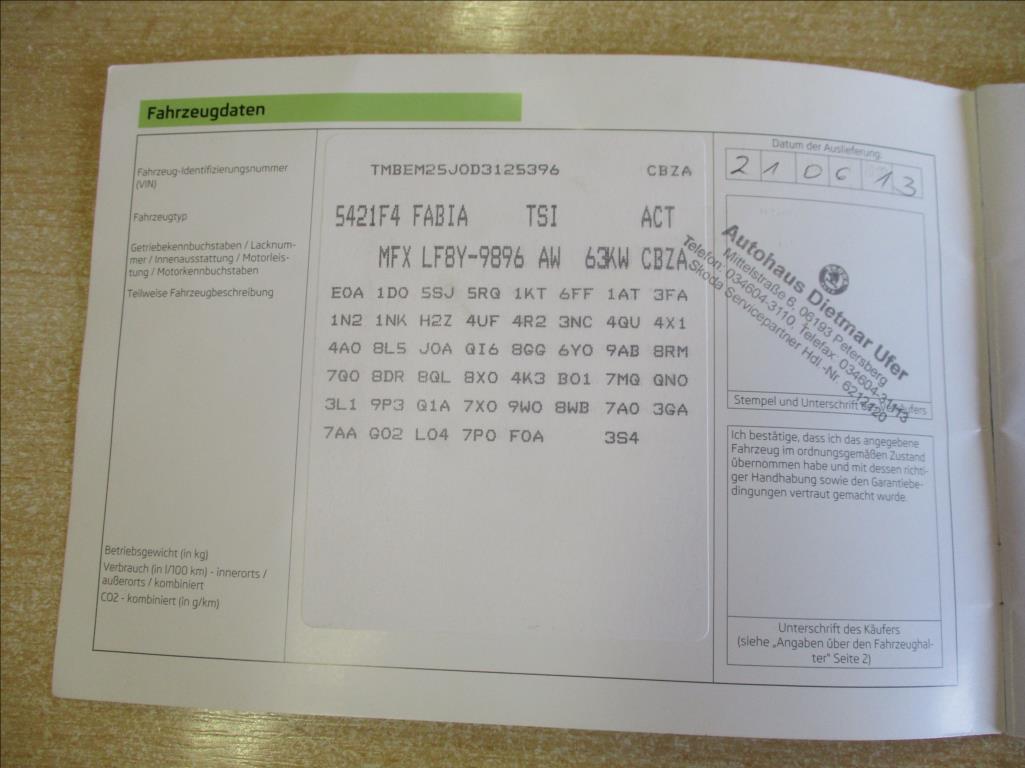 Fahrzeugdaten
Fahrzeug-Identifizierungsnummer
(VIN)
Fahrzeugtyp
Getriebekennbuchstaben / Lacknum-
mer / Innenausstattung / Motorleis-
tung / Motorkennbuchstaben
Teilweise Fahrzeugbeschreibung
Betriebsgewicht (in kg)
Verbrauch (in l/100 km) - innerorts /
außerorts / kombiniert
CO2 - kombiniert (in g/km)
TMBEM25J0D3125396 CBZA
5421F4 FABIA TSI ACT
MFX LF8Y-9896 AW 63KW CBZA
E0A 1D0 5SJ 5RQ 1KT 6FF 1AT 3FA
1N2 1NK H2Z 4UF 4R2 3NC 4QU 4X1
4A0 8L5 J0A QI6 8GG 6Y0 9AB 8RM
7Q0 8DR 8QL 8X0 4K3 B01 7MQ QN0
3L1 9P3 Q1A 7X0 9W0 8WB 7A0 3GA
7AA G02 L04 7P0 F0A 3S4
Datum der Auslieferung
21 06 13
Autohaus Dietmar Ufer
Mittelstraße 6, 06193 Petersberg
Telefon: 034604-3110, Telefax: 034604-3113
Skoda Servicepartner Hdl.-Nr. 6212420
Stempel und Unterschrift
Ich bestätige, dass ich das angegebene
Fahrzeug im ordnungsgemäßen Zustand
übernommen habe und mit dessen richti-
ger Handhabung sowie den Garantiebe-
dingungen vertraut gemacht wurde.
Unterschrift des Käufers
(siehe „Angaben über den Fahrzeughal-
ter" Seite 2)